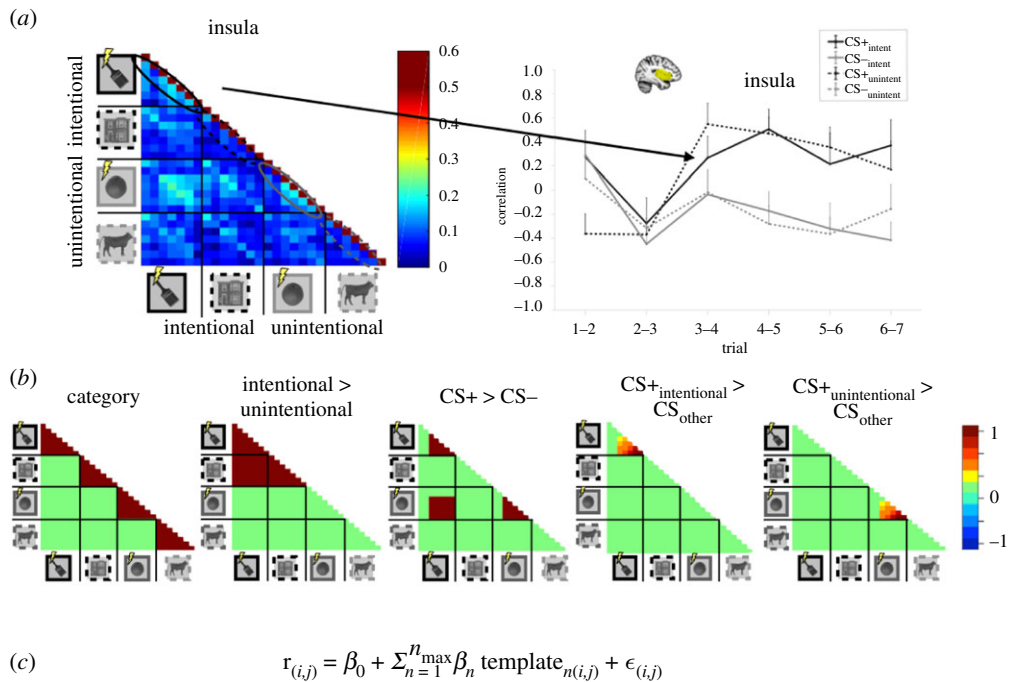 (a)
insula
intentional
unintentional
0.6
0.5
0.4
0.3
0.2
0.1
0
intentional unintentional
insula
CS+intent
CS–intent
CS+unintent
CS–unintent
correlation
1.0
0.8
0.6
0.4
0.2
0
–0.2
–0.4
–0.6
–0.8
–1.0
1–2 2–3 3–4 4–5 5–6 6–7
trial
(b)
category
intentional >
unintentional
CS+ > CS–
CS+intentional >
CSother
CS+unintentional >
CSother
1
0
–1
(c)
r(i,j) = β0 + Σn = 1 nmax βn templaten(i,j) + ϵ(i,j)